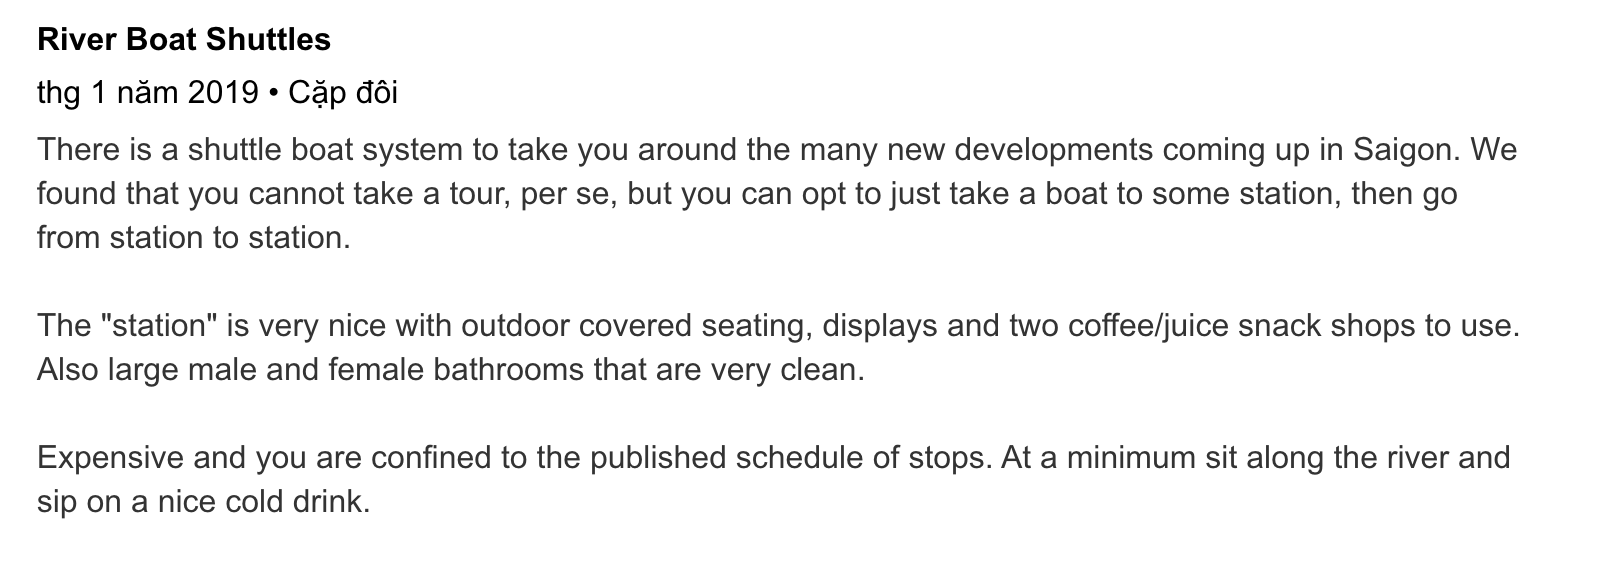 River Boat Shuttles
thg 1 năm 2019 • Cặp đôi
There is a shuttle boat system to take you around the many new developments coming up in Saigon. We
found that you cannot take a tour, per se, but you can opt to just take a boat to some station, then go
from station to station.
The "station" is very nice with outdoor covered seating, displays and two coffee/juice snack shops to use.
Also large male and female bathrooms that are very clean.
Expensive and you are confined to the published schedule of stops. At a minimum sit along the river and
sip on a nice cold drink.